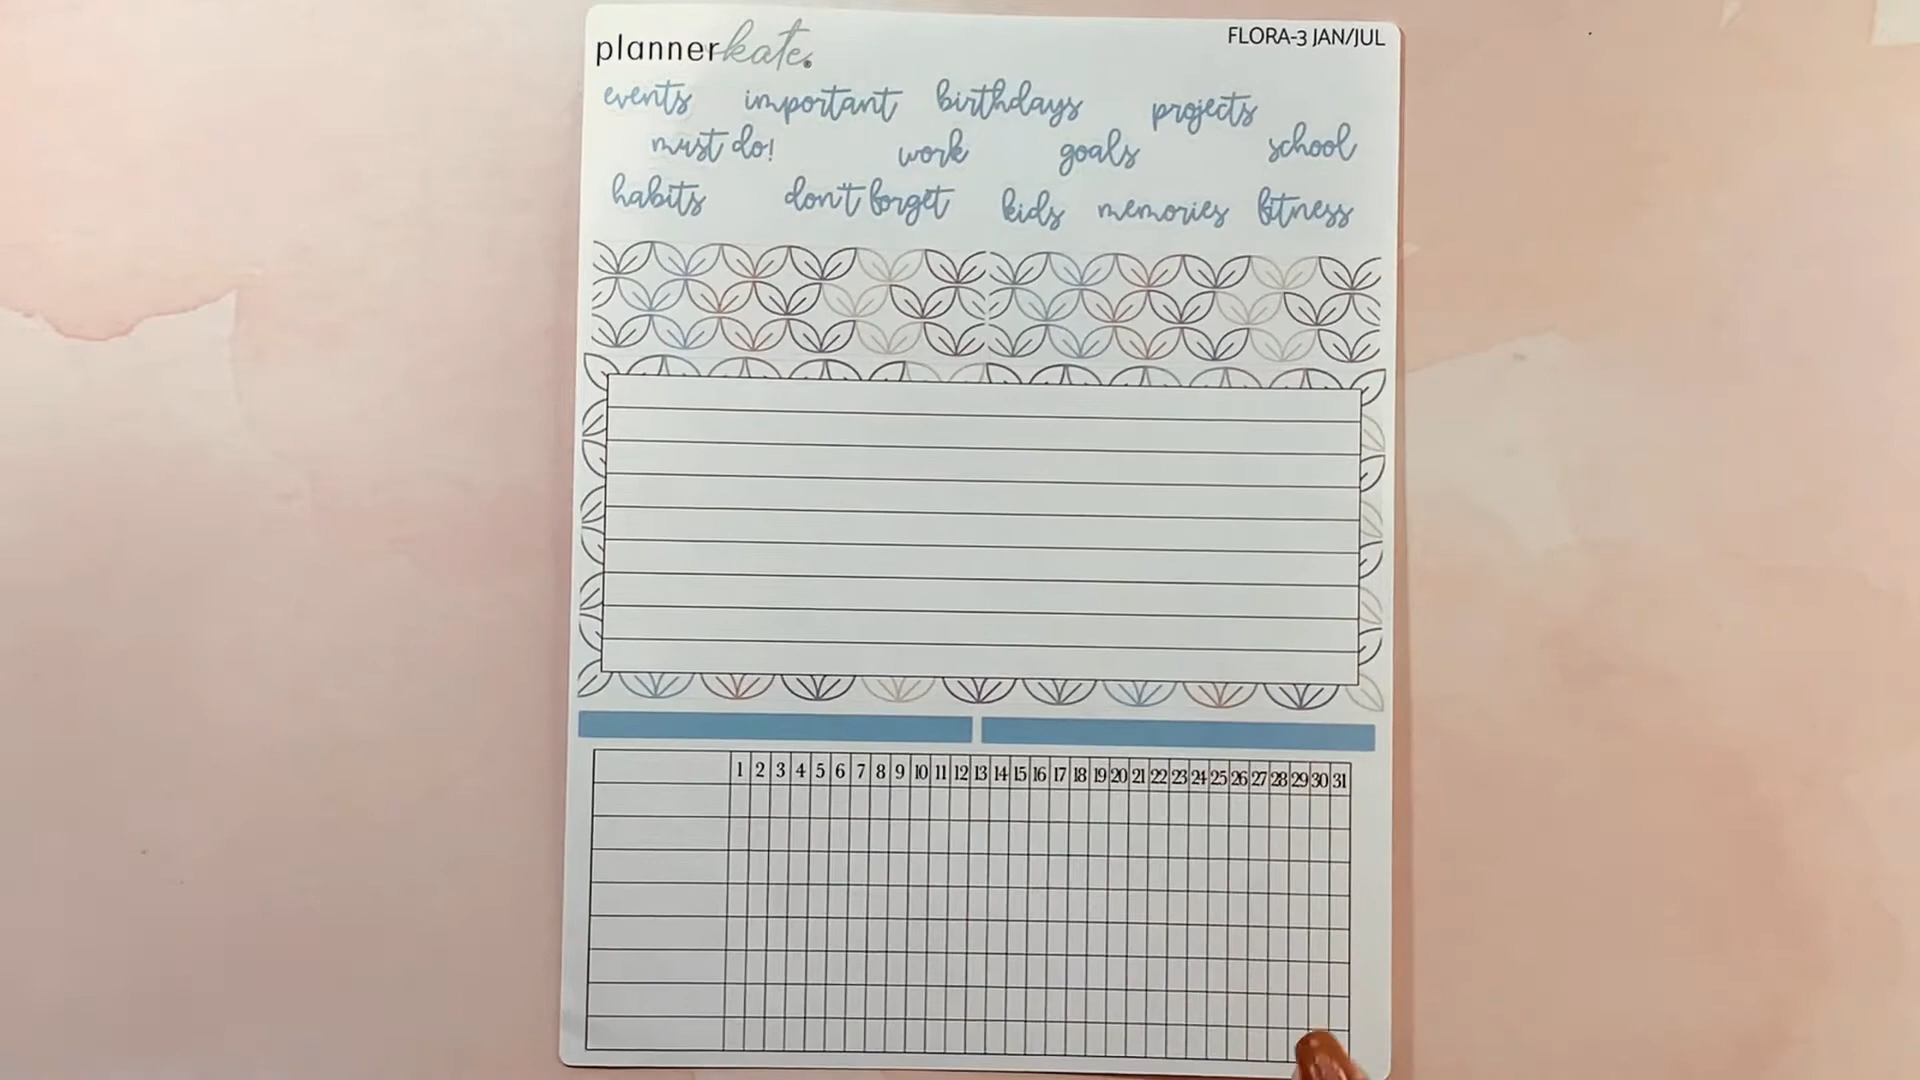 plannerkate®
FLORA-3 JAN/JUL
events important birthdays projects
must do! work goals school
habits don't forget kids memories fitness
1 2 3 4 5 6 7 8 9 10 11 12 13 14 15 16 17 18 19 20 21 22 23 24 25 26 27 28 29 30 31